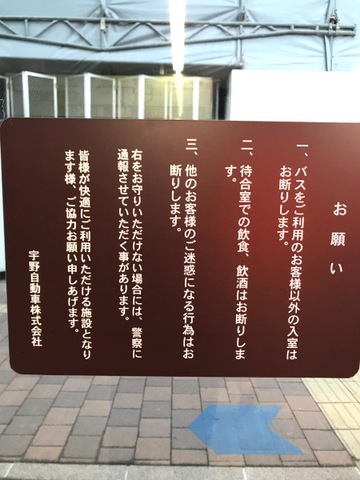 お願い
一、バスをご利用のお客様以外の入室は
お断りします。
二、待合室での飲食、飲酒はお断りしま
す。
三、他のお客様のご迷惑になる行為はお
断りします。
右をお守りいただけない場合には、警察に
通報させていただく事があります。
皆様が快適にご利用いただける施設となり
ます様、ご協力お願い申しあげます。
宇野自動車株式会社